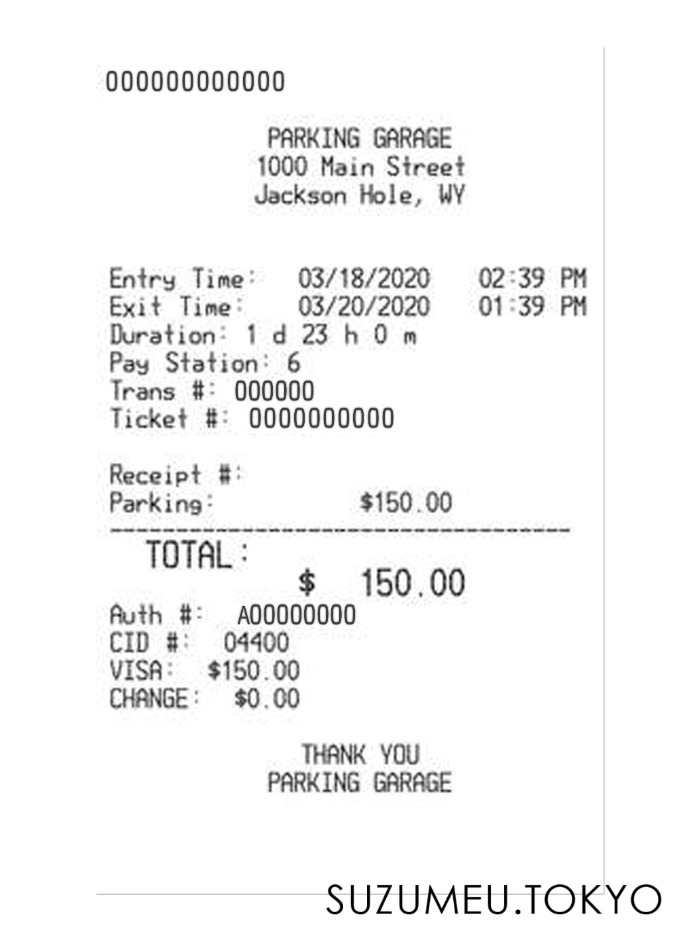 000000000000
PARKING GARAGE
1000 Main Street
Jackson Hole, WY
Entry Time: 03/18/2020 02:39 PM
Exit Time: 03/20/2020 01:39 PM
Duration: 1 d 23 h 0 m
Pay Station: 6
Trans #: 000000
Ticket #: 0000000000
Receipt #:
Parking: $150.00
------------------------------------
TOTAL:
$ 150.00
Auth #: A00000000
CID #: 04400
VISA: $150.00
CHANGE: $0.00
THANK YOU
PARKING GARAGE
SUZUMEU.TOKYO